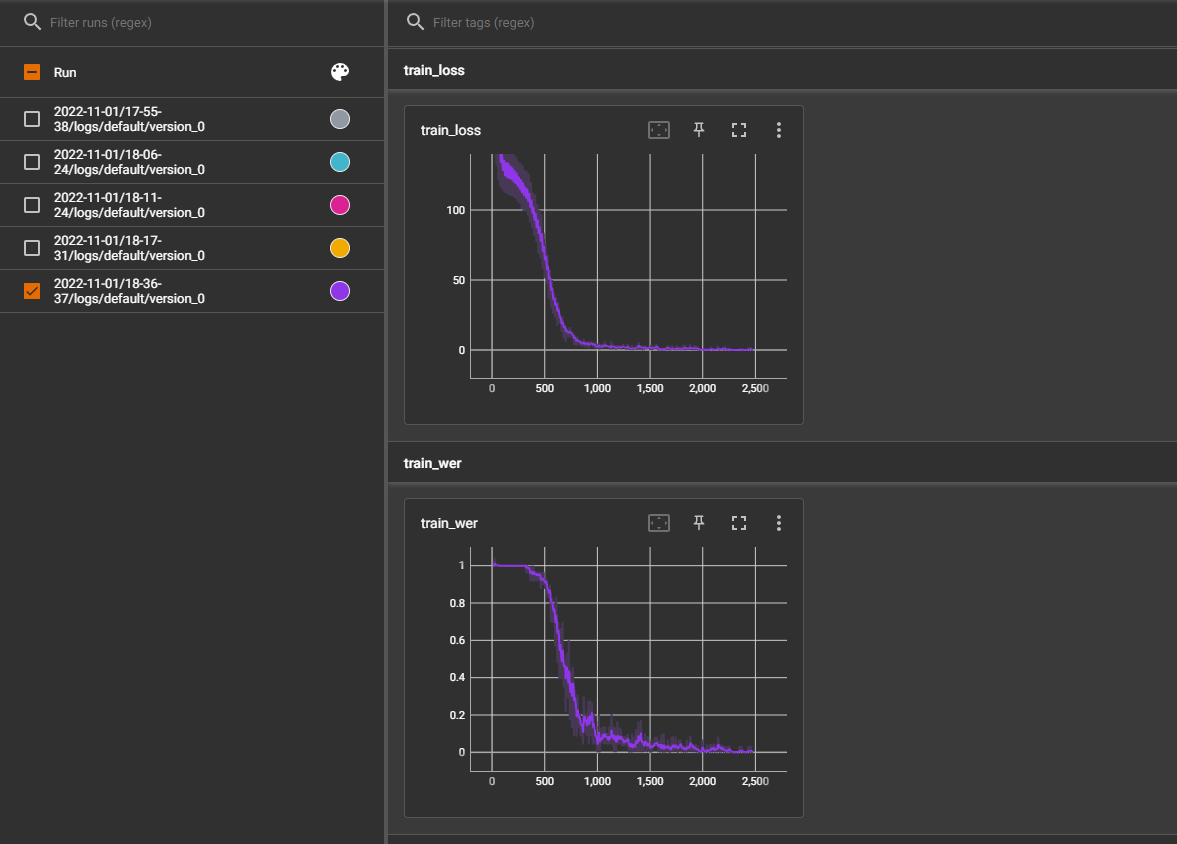 Filter runs (regex)
Filter tags (regex)
Run
2022-11-01/17-55-
38/logs/default/version_0
2022-11-01/18-06-
24/logs/default/version_0
2022-11-01/18-11-
24/logs/default/version_0
2022-11-01/18-17-
31/logs/default/version_0
2022-11-01/18-36-
37/logs/default/version_0
train_loss
train_loss
100
50
0
0 500 1,000 1,500 2,000 2,500
train_wer
train_wer
1
0.8
0.6
0.4
0.2
0
0 500 1,000 1,500 2,000 2,500